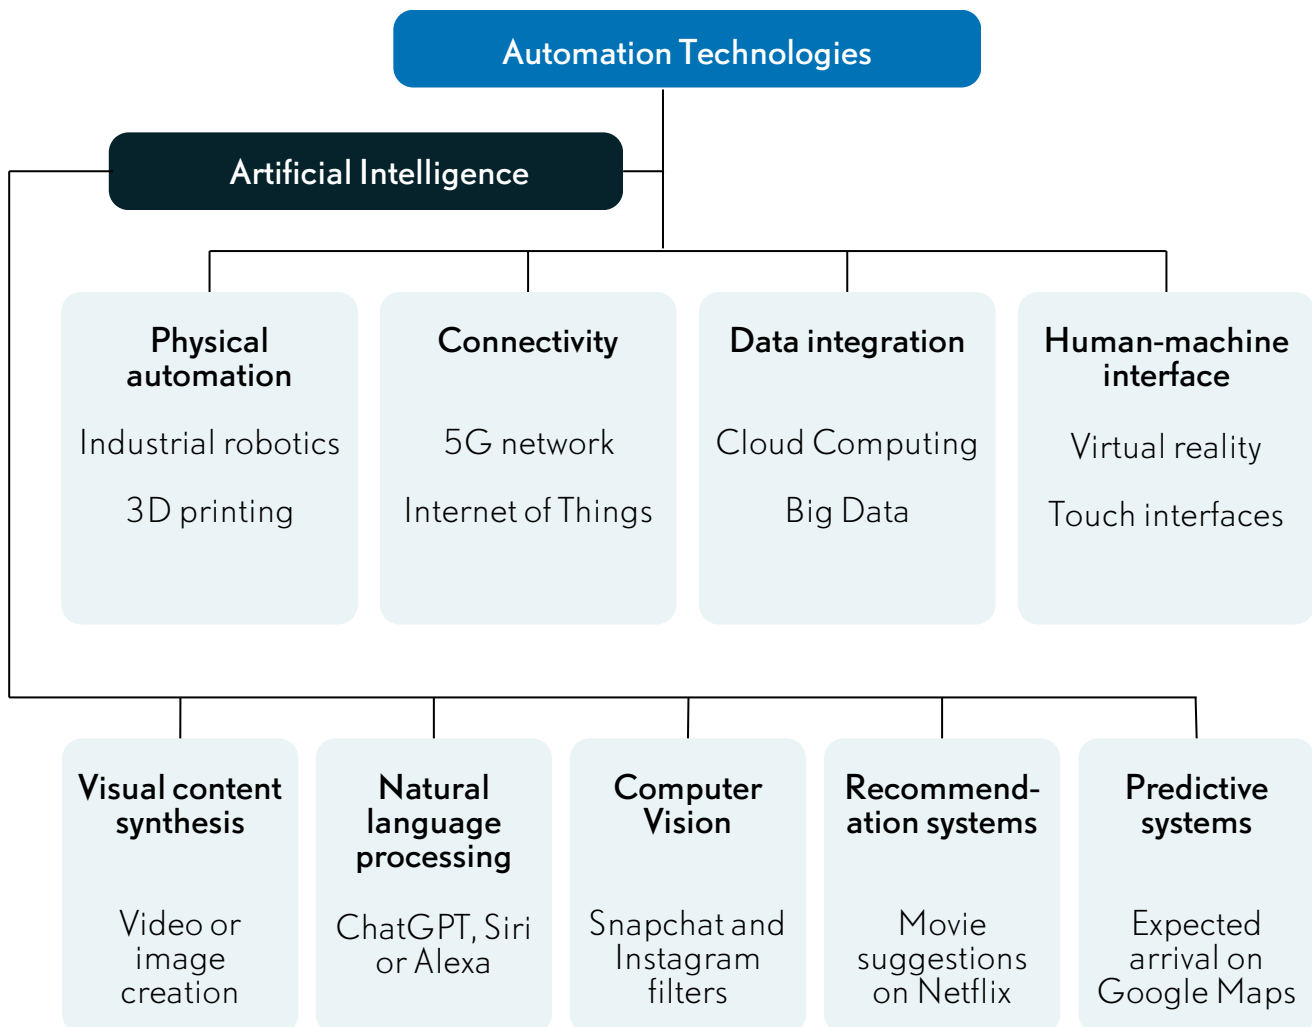 Automation Technologies
Artificial Intelligence
Physical
automation
Industrial robotics
3D printing
Connectivity
5G network
Internet of Things
Data integration
Cloud Computing
Big Data
Human-machine
interface
Virtual reality
Touch interfaces
Visual content
synthesis
Video or
image
creation
Natural
language
processing
ChatGPT, Siri
or Alexa
Computer
Vision
Snapchat and
Instagram
filters
Recommend-
ation systems
Movie
suggestions
on Netflix
Predictive
systems
Expected
arrival on
Google Maps